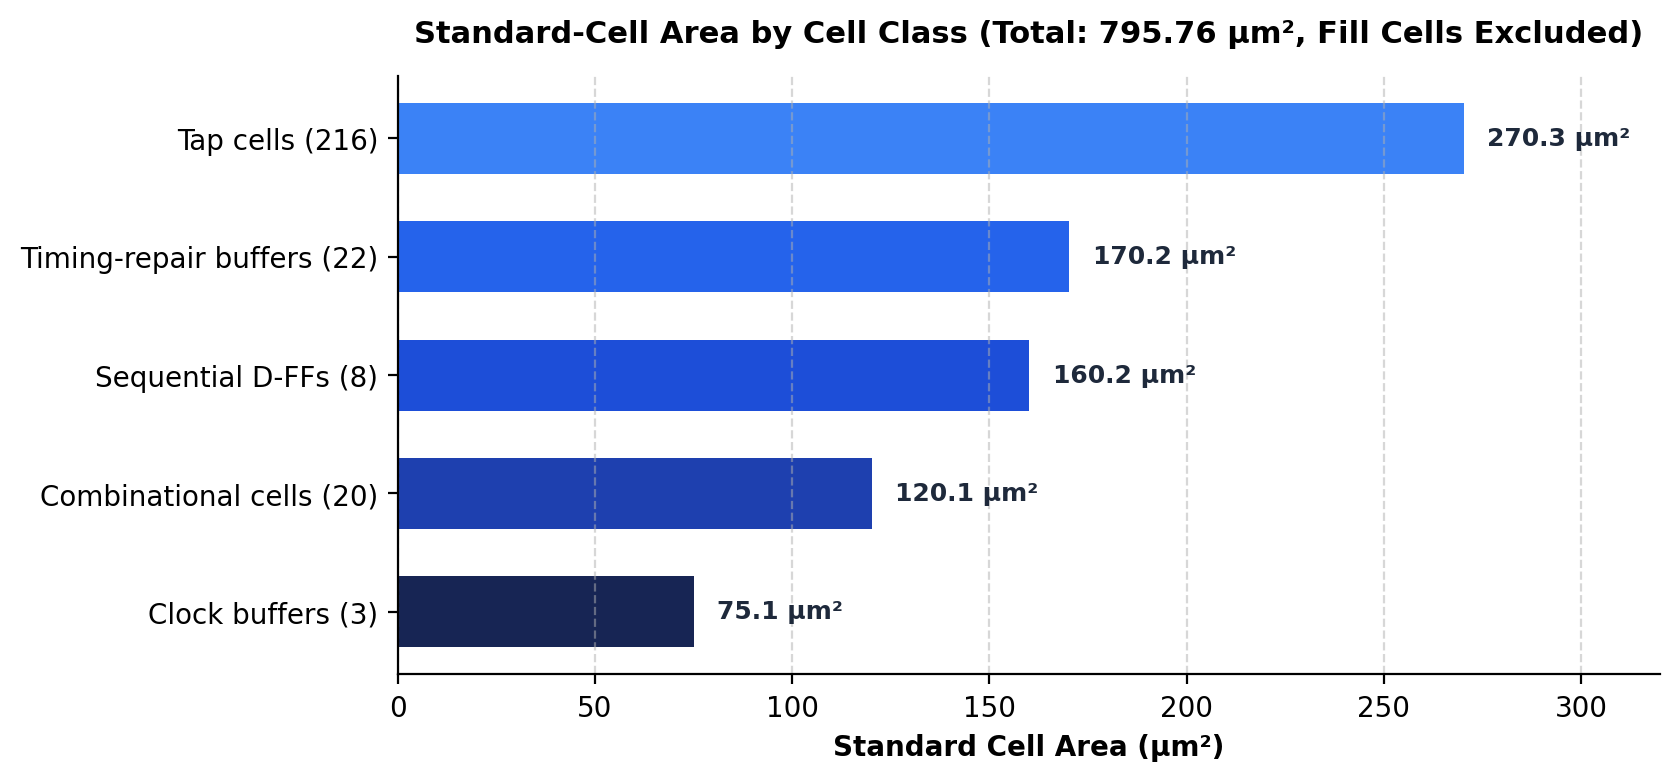 Standard-Cell Area by Cell Class (Total: 795.76 µm², Fill Cells Excluded)
Tap cells (216)
270.3 µm²
Timing-repair buffers (22)
170.2 µm²
Sequential D-FFs (8)
160.2 µm²
Combinational cells (20)
120.1 µm²
Clock buffers (3)
75.1 µm²
0 50 100 150 200 250 300
Standard Cell Area (µm²)